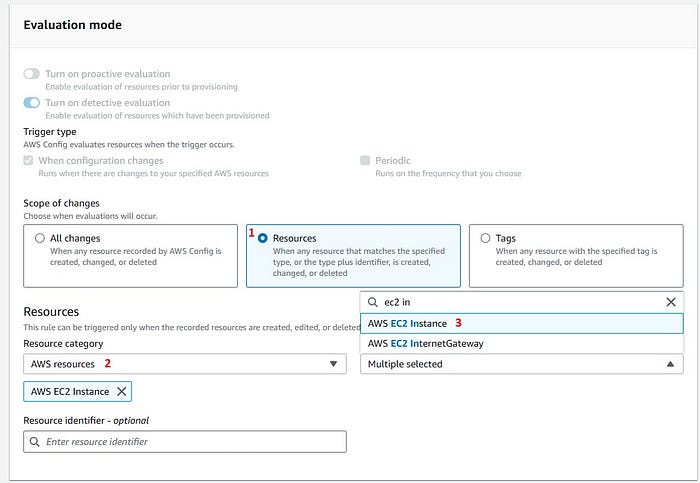 Evaluation mode
Turn on proactive evaluation
Enable evaluation of resources prior to provisioning
Turn on detective evaluation
Enable evaluation of resources which have been provisioned
Trigger type
AWS Config evaluates resources when the trigger occurs.
When configuration changes
Runs when there are changes to your specified AWS resources
Periodic
Runs on the frequency that you choose
Scope of changes
Choose when evaluations will occur.
All changes
When any resource recorded by AWS Config is
created, changed, or deleted
1 Resources
When any resource that matches the specified
type, or the type plus identifier, is created,
changed, or deleted
Tags
When any resource with the specified tag is
created, changed, or deleted
Resources
This rule can be triggered only when the recorded resources are created, edited, or deleted
Resource category
AWS resources 2
ec2 in
AWS EC2 Instance 3
AWS EC2 InternetGateway
Multiple selected
AWS EC2 Instance
Resource identifier - optional
Enter resource identifier